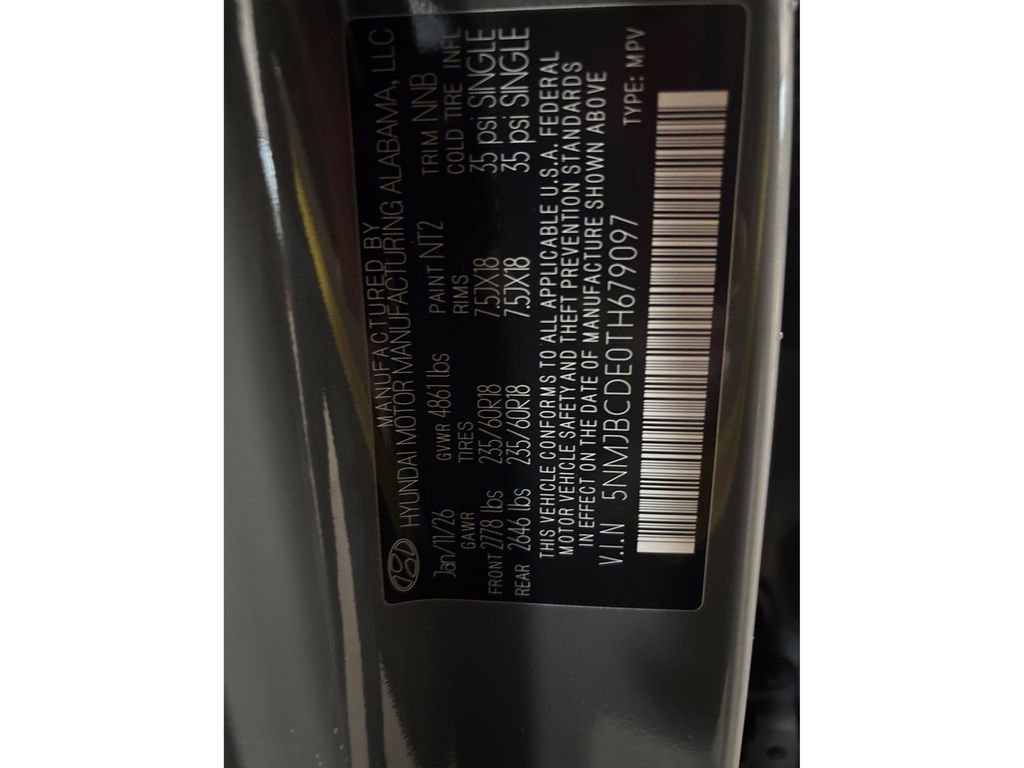 MANUFACTURED BY
HYUNDAI MOTOR MANUFACTURING ALABAMA, LLC
Jan/11/26 GVWR 4861 lbs PAINT NT2 TRIM NNB
GAWR TIRES RIMS COLD TIRE INFL
FRONT 2778 lbs 235/60R18 7.5JX18 35 psi SINGLE
REAR 2646 lbs 235/60R18 7.5JX18 35 psi SINGLE
THIS VEHICLE CONFORMS TO ALL APPLICABLE U.S.A. FEDERAL
MOTOR VEHICLE SAFETY AND THEFT PREVENTION STANDARDS
IN EFFECT ON THE DATE OF MANUFACTURE SHOWN ABOVE
V.I.N 5NMJBCDE0TH679097 TYPE: MPV